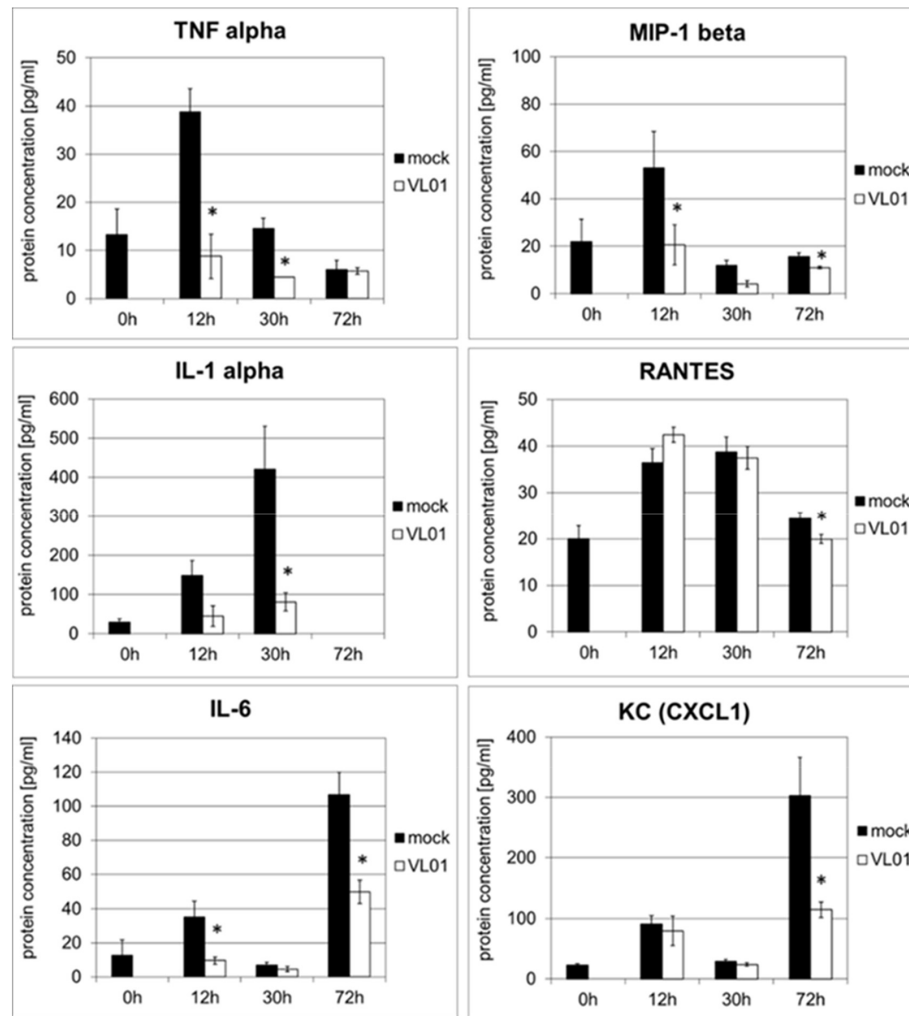 TNF alpha
protein concentration [pg/ml]
50
40
30
20
10
0
0h 12h 30h 72h
*
*
mock
VL01
MIP-1 beta
protein concentration [pg/ml]
100
80
60
40
20
0
0h 12h 30h 72h
*
*
mock
VL01
IL-1 alpha
protein concentration [pg/ml]
600
500
400
300
200
100
0
0h 12h 30h 72h
*
mock
VL01
RANTES
protein concentration [pg/ml]
50
40
30
20
10
0
0h 12h 30h 72h
*
mock
VL01
IL-6
protein concentration [pg/ml]
140
120
100
80
60
40
20
0
0h 12h 30h 72h
*
*
mock
VL01
KC (CXCL1)
protein concentration [pg/ml]
400
300
200
100
0
0h 12h 30h 72h
*
mock
VL01